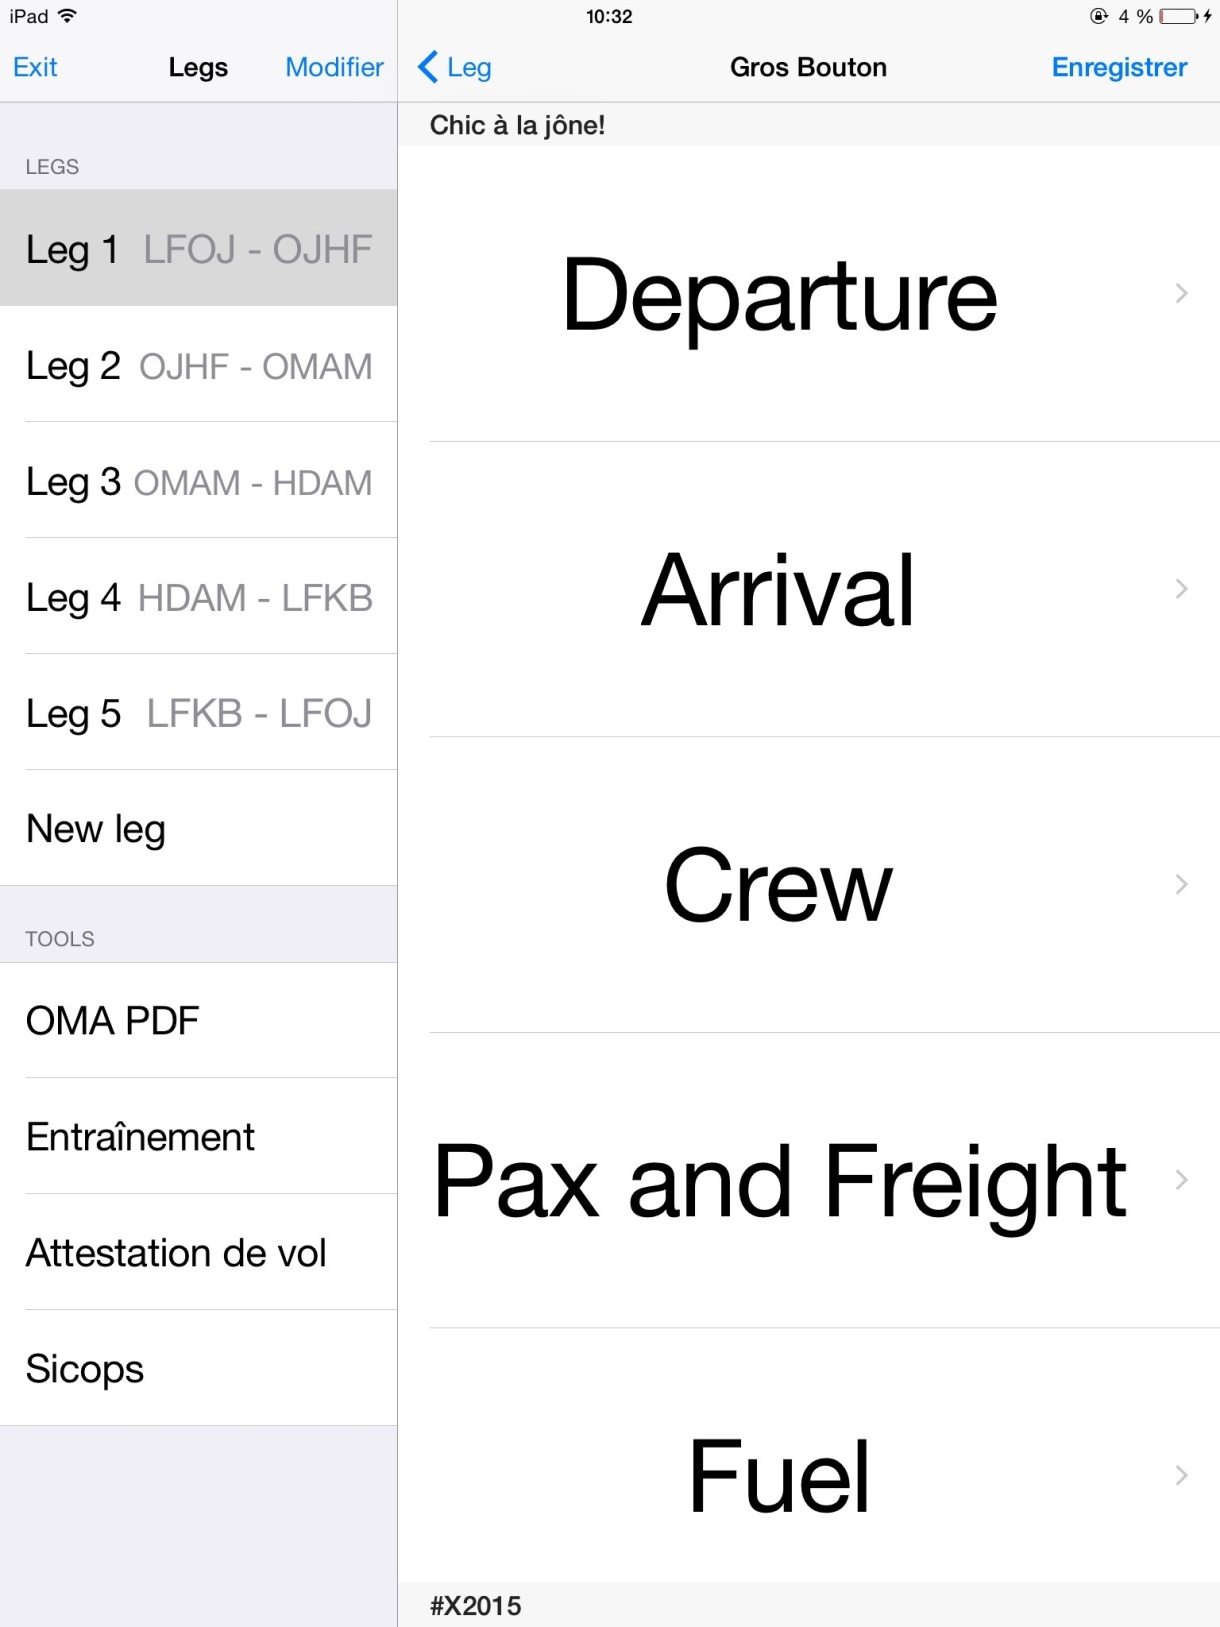 iPad
10:32
4 %
Exit
Legs
Modifier
LEGS
Leg 1 LFOJ - OJHF
Leg 2 OJHF - OMAM
Leg 3 OMAM - HDAM
Leg 4 HDAM - LFKB
Leg 5 LFKB - LFOJ
New leg
TOOLS
OMA PDF
Entraînement
Attestation de vol
Sicops
Leg
Gros Bouton
Enregistrer
Chic à la jône!
Departure
Arrival
Crew
Pax and Freight
Fuel
#X2015